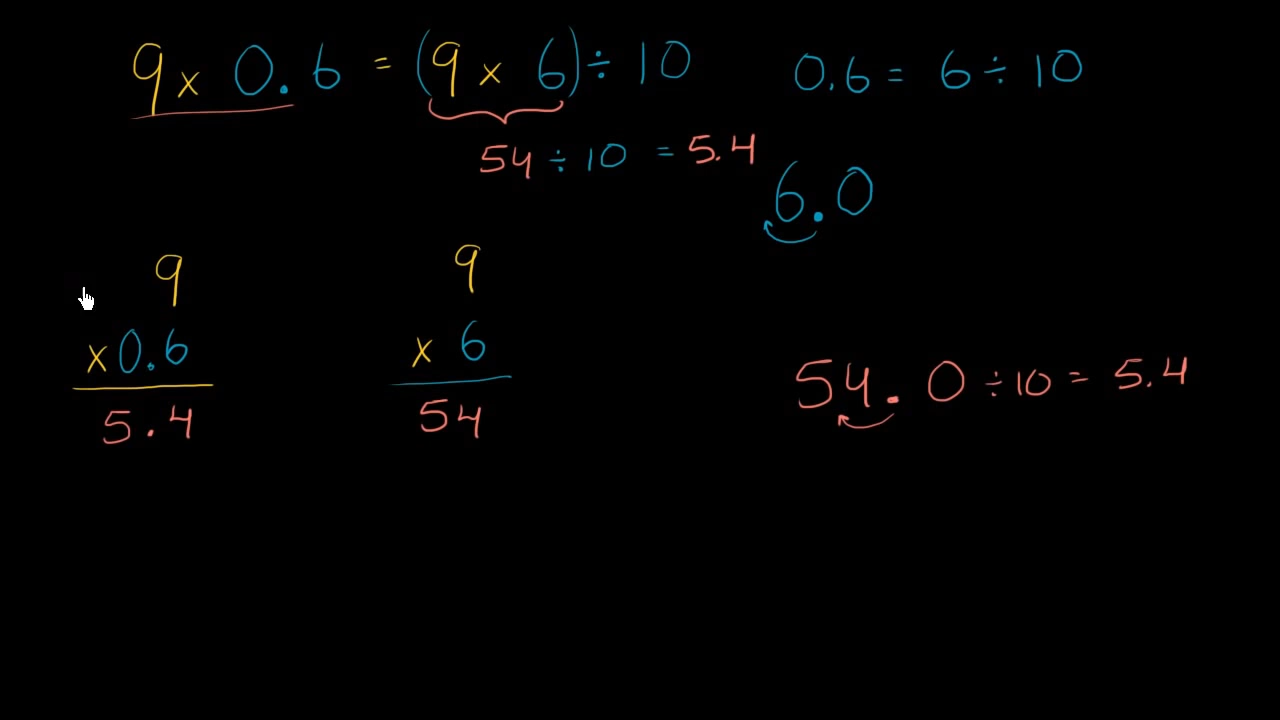 9 x 0.6 = (9 x 6) ÷ 10
0.6 = 6 ÷ 10
54 ÷ 10 = 5.4
6.0
9
x 0.6
5.4
9
x 6
54
54.0 ÷ 10 = 5.4